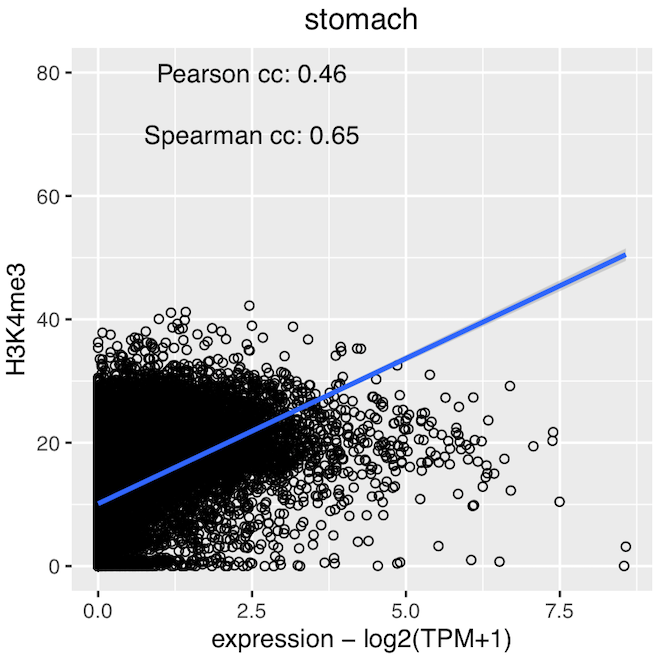 stomach
Pearson cc: 0.46
Spearman cc: 0.65
80
60
40
20
0
H3K4me3
0.0 2.5 5.0 7.5
expression − log2(TPM+1)